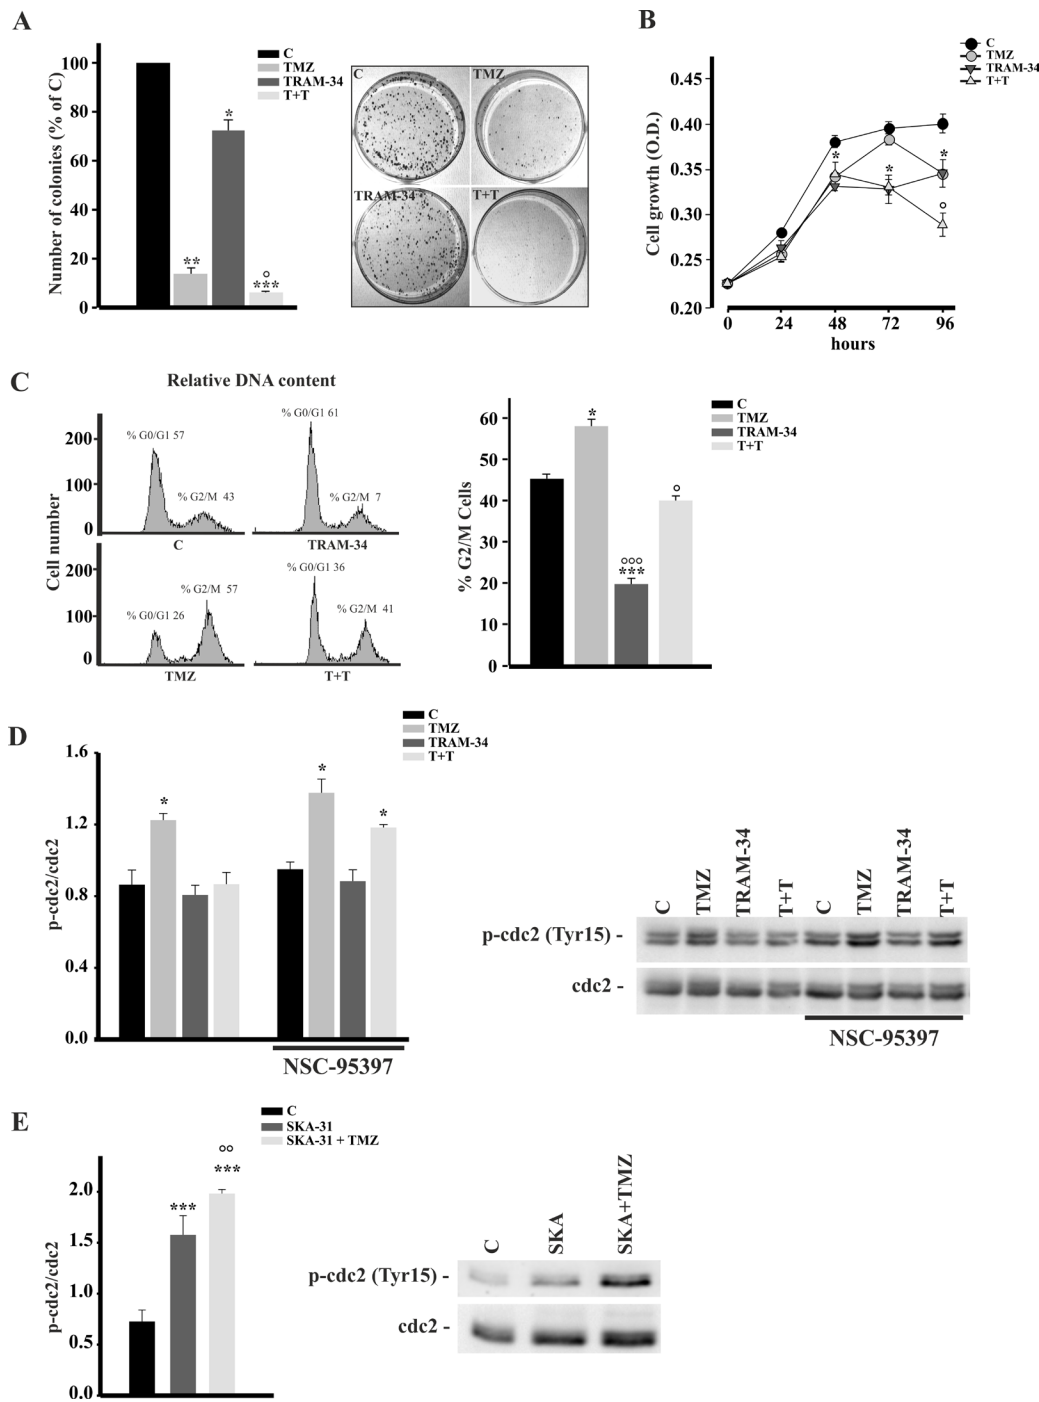 A
Number of colonies (% of C)
100
80
60
40
20
0
**
*
°
***
C
TMZ
TRAM-34
T+T
C
TMZ
TRAM-34
T+T
B
Cell growth (O.D.)
0.45
0.40
0.35
0.30
0.25
0.20
*
*
*
°
0 24 48 72 96
hours
C
TMZ
TRAM-34
T+T
C
Relative DNA content
Cell number
200
100
0
% G0/G1 57
% G2/M 43
C
% G0/G1 61
% G2/M 7
TRAM-34
100
0
% G0/G1 26
% G2/M 57
TMZ
% G0/G1 36
% G2/M 41
T+T
% G2/M Cells
60
50
40
30
20
10
0
*
°°°
***
°
C
TMZ
TRAM-34
T+T
D
p-cdc2/cdc2
1.6
1.2
0.8
0.4
0.0
*
*
*
NSC-95397
C
TMZ
TRAM-34
T+T
C TMZ TRAM-34 T+T C TMZ TRAM-34 T+T
p-cdc2 (Tyr15) -
cdc2 -
NSC-95397
E
p-cdc2/cdc2
2.0
1.5
1.0
0.5
0.0
***
°°
***
C
SKA-31
SKA-31 + TMZ
C SKA SKA+TMZ
p-cdc2 (Tyr15) -
cdc2 -